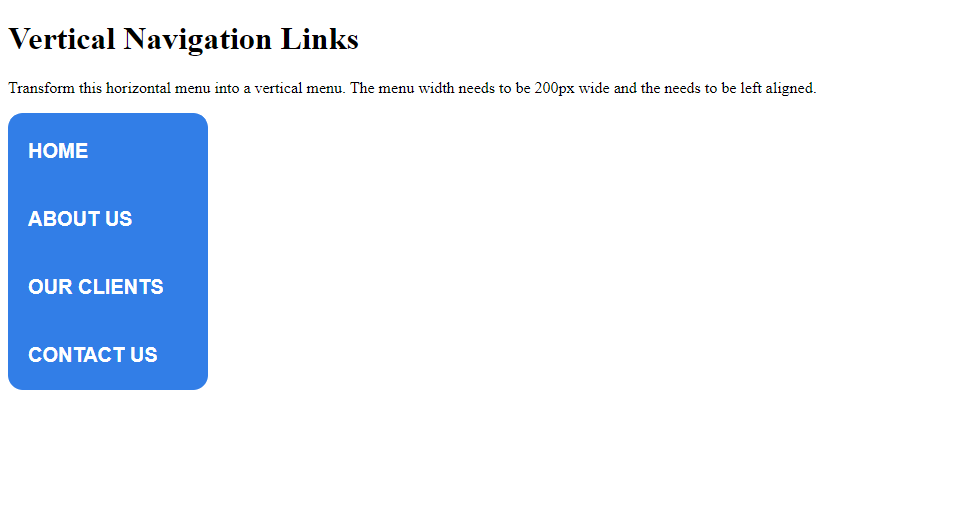 Vertical Navigation Links
Transform this horizontal menu into a vertical menu. The menu width needs to be 200px wide and the needs to be left aligned.
HOME
ABOUT US
OUR CLIENTS
CONTACT US